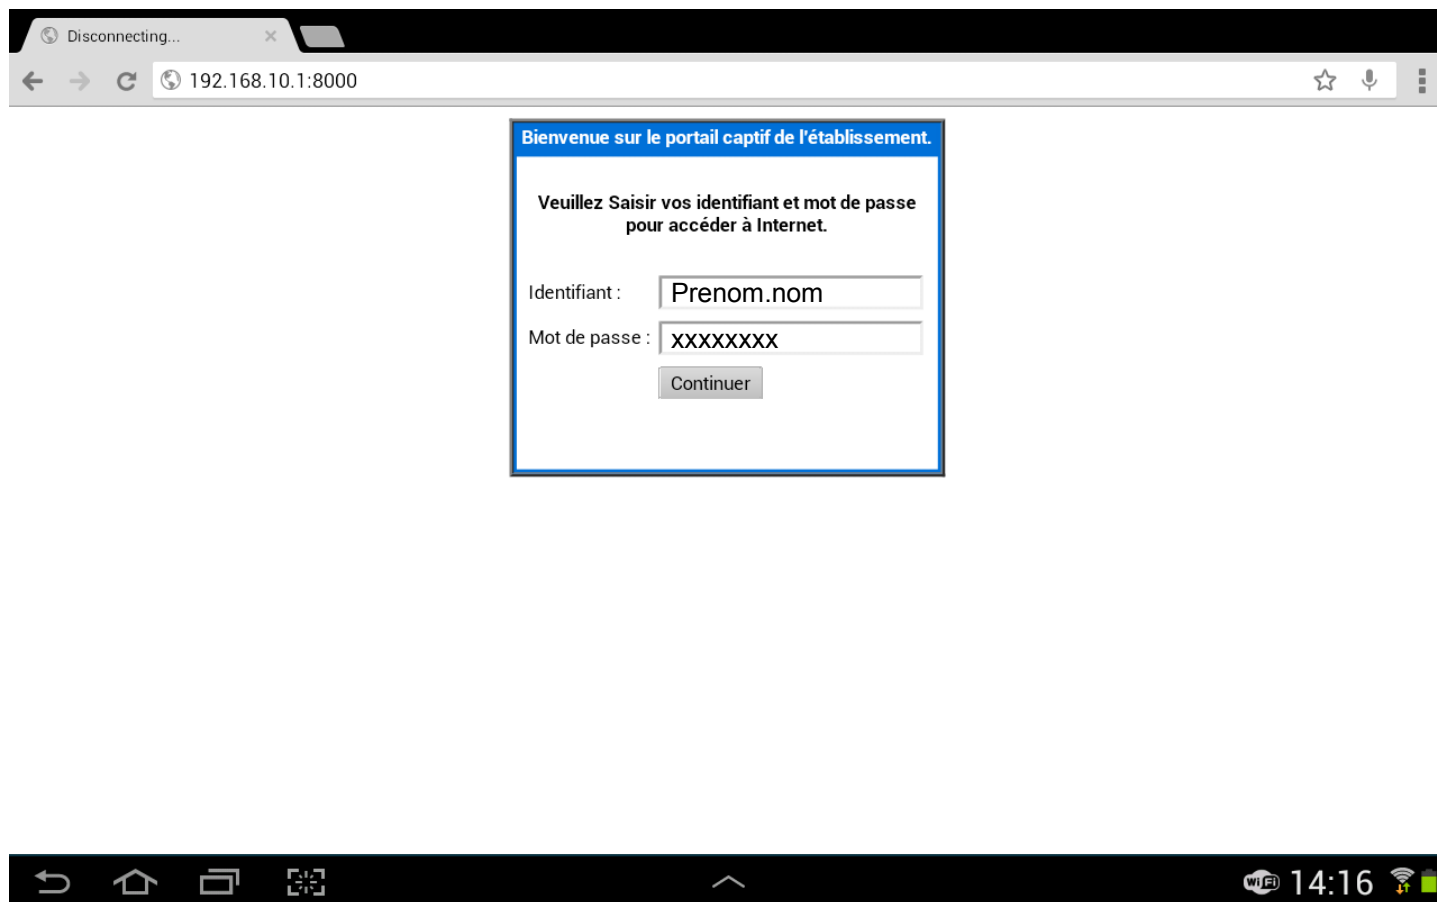 Disconnecting...
192.168.10.1:8000
Bienvenue sur le portail captif de l'établissement.
Veuillez Saisir vos identifiant et mot de passe
pour accéder à Internet.
Identifiant : Prenom.nom
Mot de passe : xxxxxxxx
Continuer
WiFi 14:16